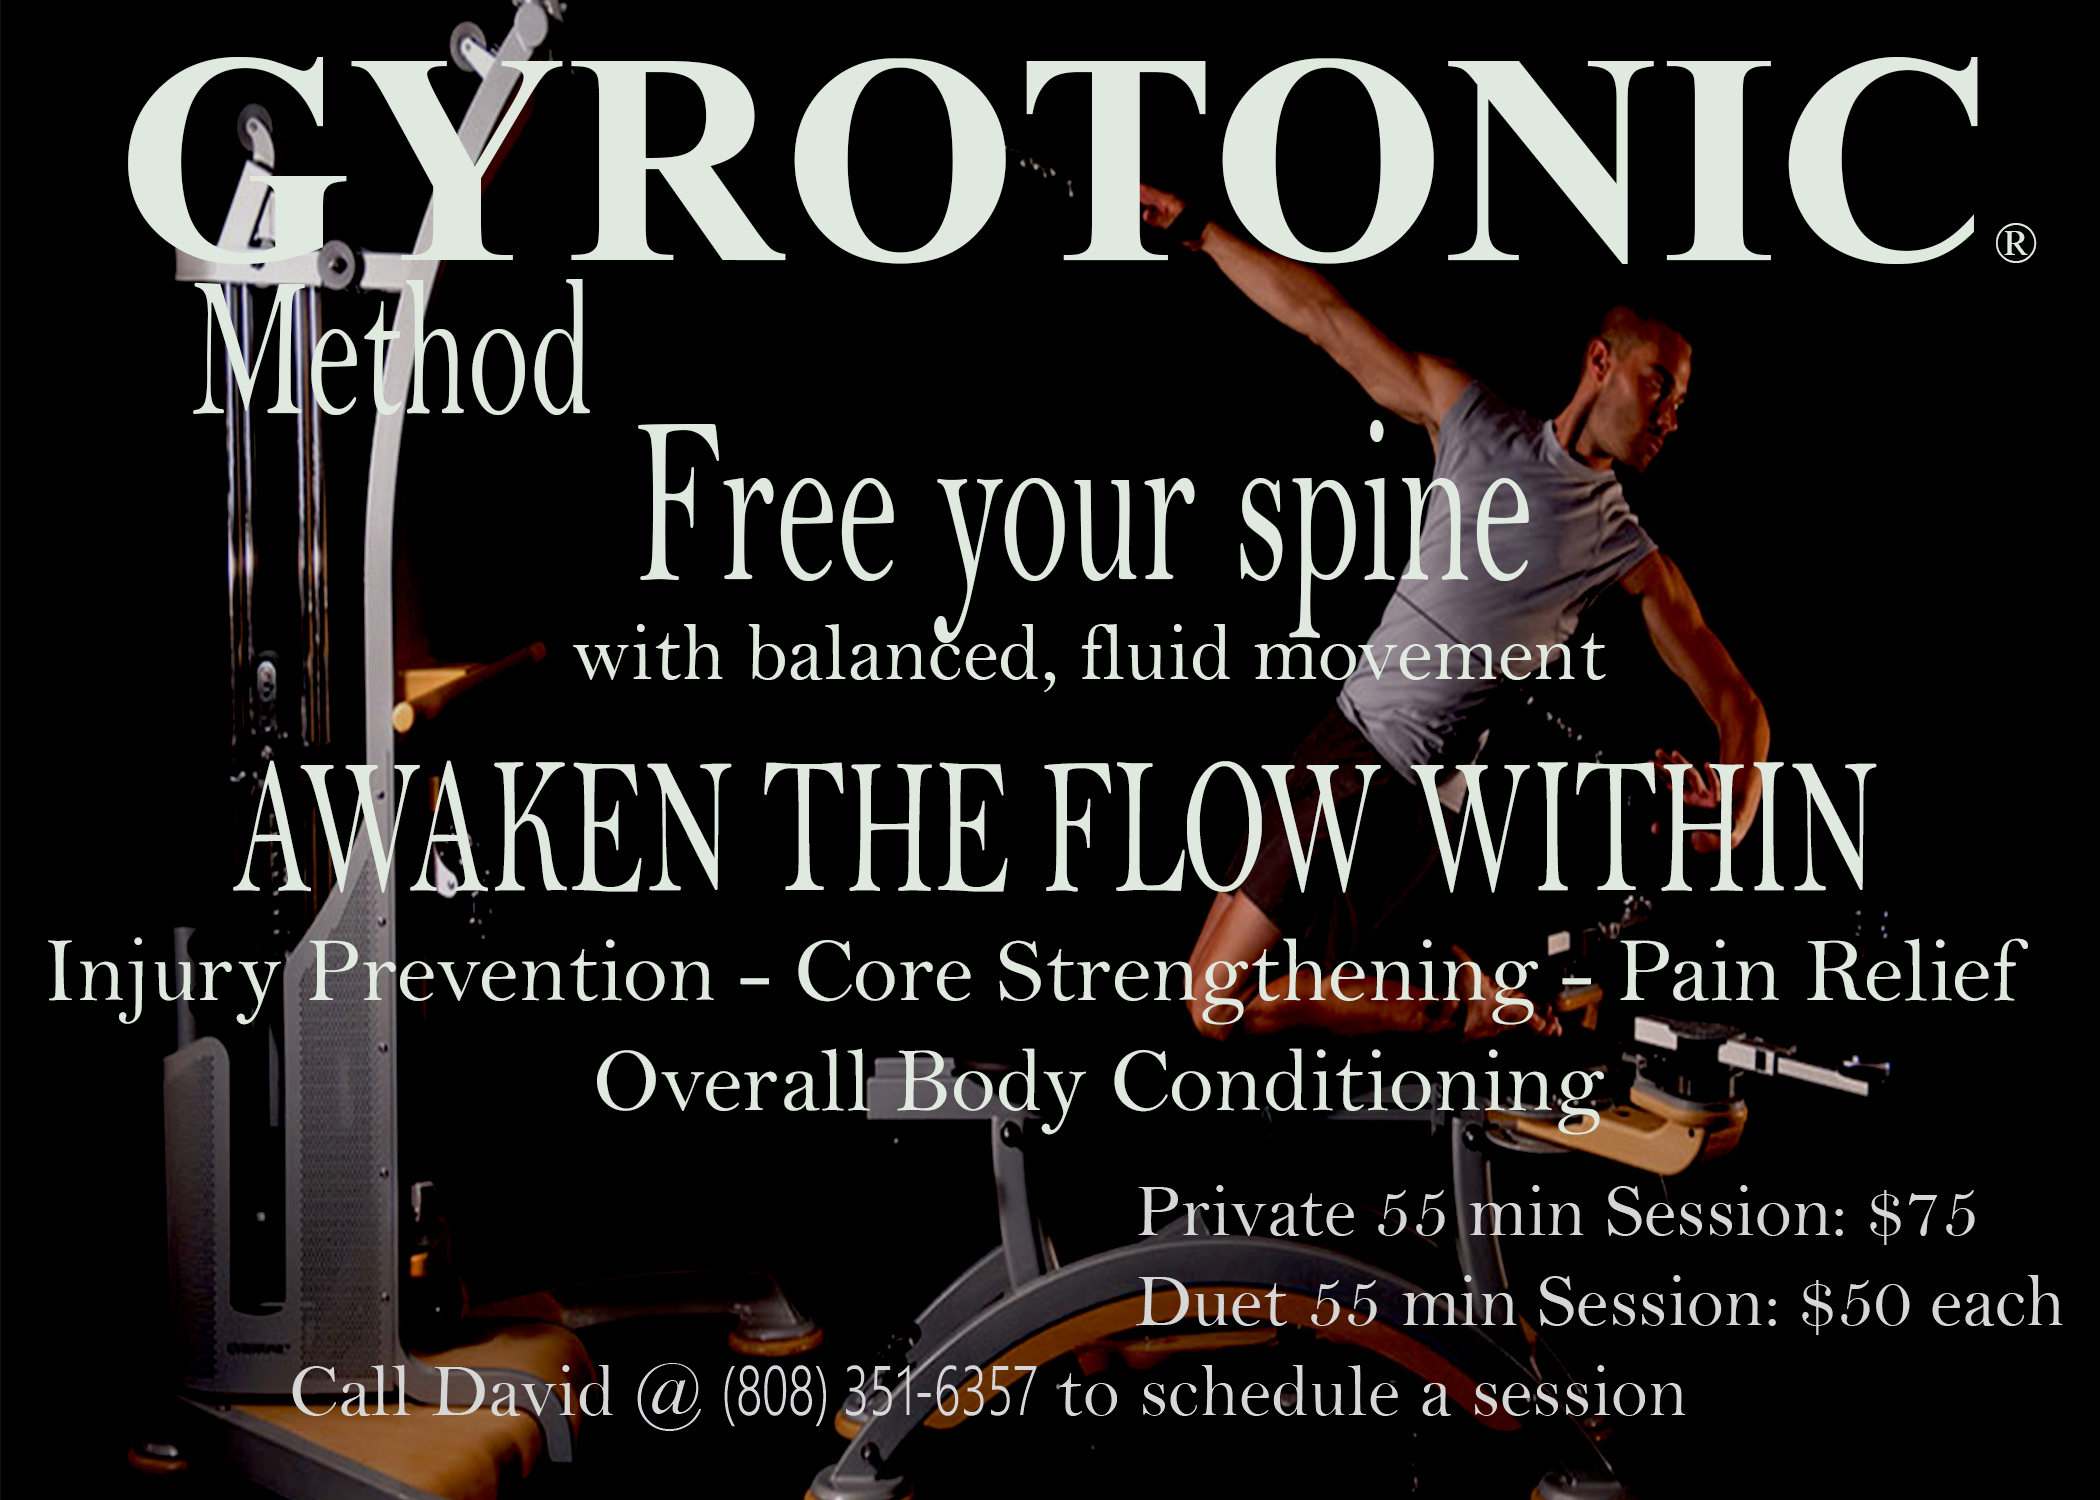 GYROTONIC®
Method
Free your spine
with balanced, fluid movement
AWAKEN THE FLOW WITHIN
Injury Prevention - Core Strengthening - Pain Relief
Overall Body Conditioning
Private 55 min Session: $75
Duet 55 min Session: $50 each
Call David @ (808) 351-6357 to schedule a session